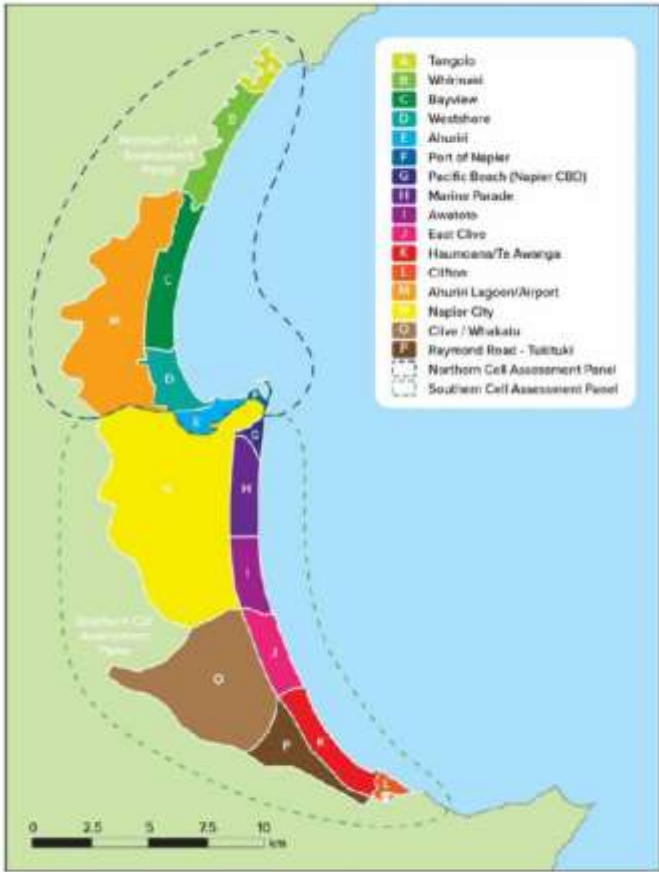 A Tangoio
B Whirinaki
C Bayview
D Westshore
E Ahuriri
F Port of Napier
G Pacific Beach (Napier CBD)
H Marine Parade
I Awatoto
J East Clive
K Haumoana/Te Awanga
L Clifton
M Ahuriri Lagoon/Airport
N Napier City
O Clive / Whakatu
P Raymond Road - Tukituki
Northern Cell Assessment Panel
Southern Cell Assessment Panel
B
Northern Cell
Assessment
Panel
C
M
D
E
G
N
H
I
Southern Cell
Assessment
Panel
J
O
K
P
L
0 2.5 5 7.5 10
km